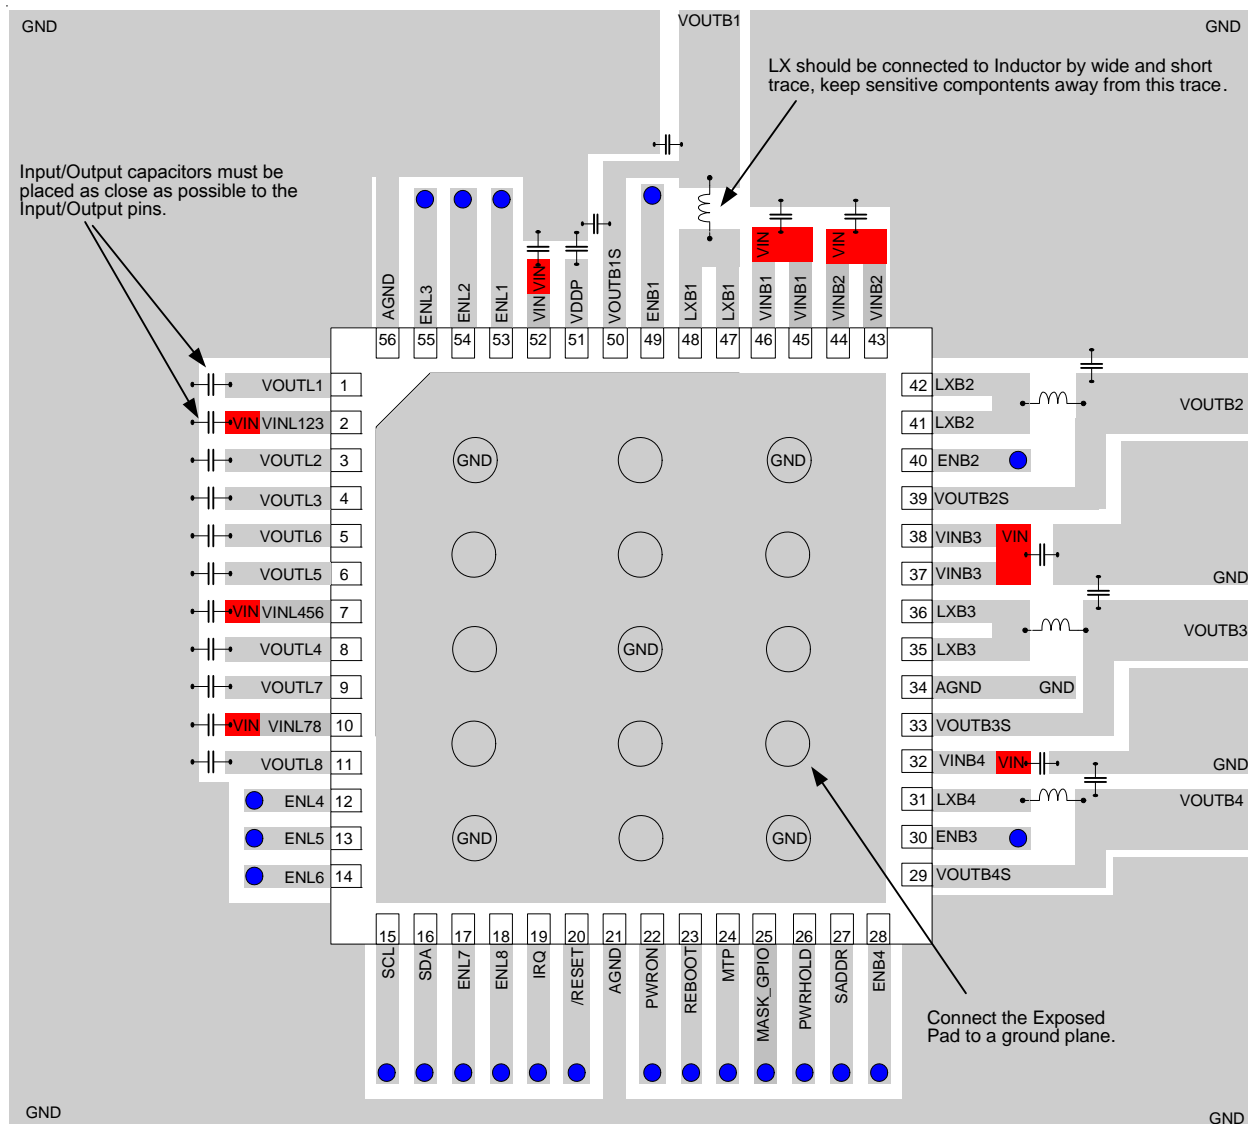 GND
VOUTB1
GND
LX should be connected to Inductor by wide and short
trace, keep sensitive compontents away from this trace.
Input/Output capacitors must be
placed as close as possible to the
Input/Output pins.
AGND
ENL3
ENL2
ENL1
VIN VIN
VDDP
VOUTB1S
ENB1
LXB1
LXB1
VINB1 VIN
VINB1
VINB2 VIN
VINB2
56 55 54 53 52 51 50 49 48 47 46 45 44 43
VOUTL1 1
VIN VINL123 2
VOUTL2 3
VOUTL3 4
VOUTL6 5
VOUTL5 6
VIN VINL456 7
VOUTL4 8
VOUTL7 9
VIN VINL78 10
VOUTL8 11
ENL4 12
ENL5 13
ENL6 14
GND GND
GND
GND GND
42 LXB2
VOUTB2
41 LXB2
40 ENB2
39 VOUTB2S
38 VINB3 VIN
37 VINB3
GND
36 LXB3
VOUTB3
35 LXB3
34 AGND GND
33 VOUTB3S
32 VINB4 VIN
GND
31 LXB4
VOUTB4
30 ENB3
29 VOUTB4S
15 16 17 18 19 20 21 22 23 24 25 26 27 28
SCL
SDA
ENL7
ENL8
IRQ
/RESET
AGND
PWRON
REBOOT
MTP
MASK_GPIO
PWRHOLD
SADDR
ENB4
Connect the Exposed
Pad to a ground plane.
GND
GND